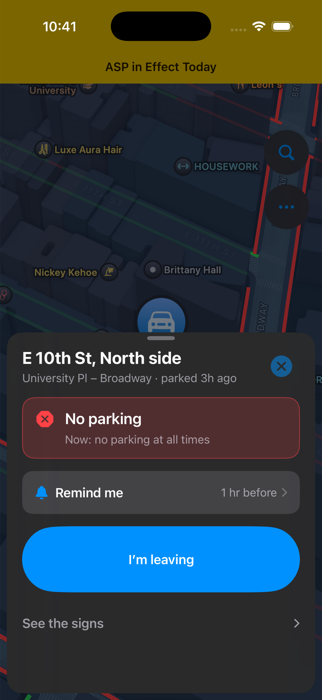 10:41
ASP in Effect Today
University
Leon's
Luxe Aura Hair
HOUSEWORK
Nickey Kehoe
Brittany Hall
E 10th St, North side
University Pl – Broadway · parked 3h ago
No parking
Now: no parking at all times
Remind me
1 hr before
I'm leaving
See the signs